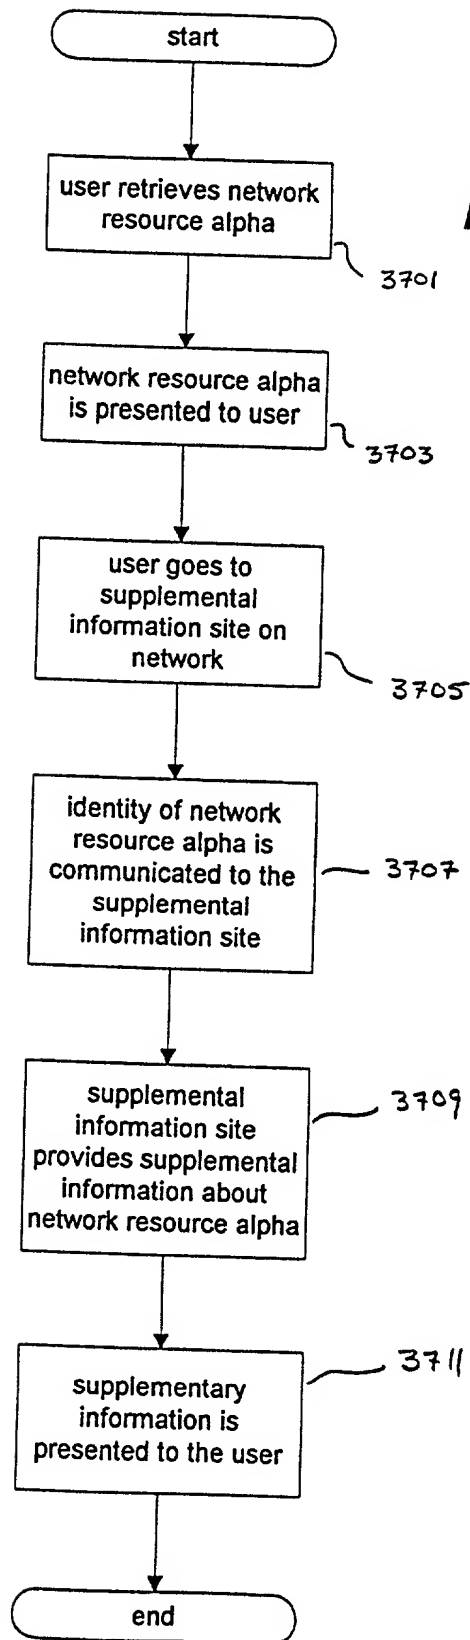 start
user retrieves network
resource alpha
3701
network resource alpha
is presented to user
3703
user goes to
supplemental
information site on
network
3705
identity of network
resource alpha is
communicated to the
supplemental
information site
3707
supplemental
information site
provides supplemental
information about
network resource alpha
3709
supplementary
information is
presented to the user
3711
end